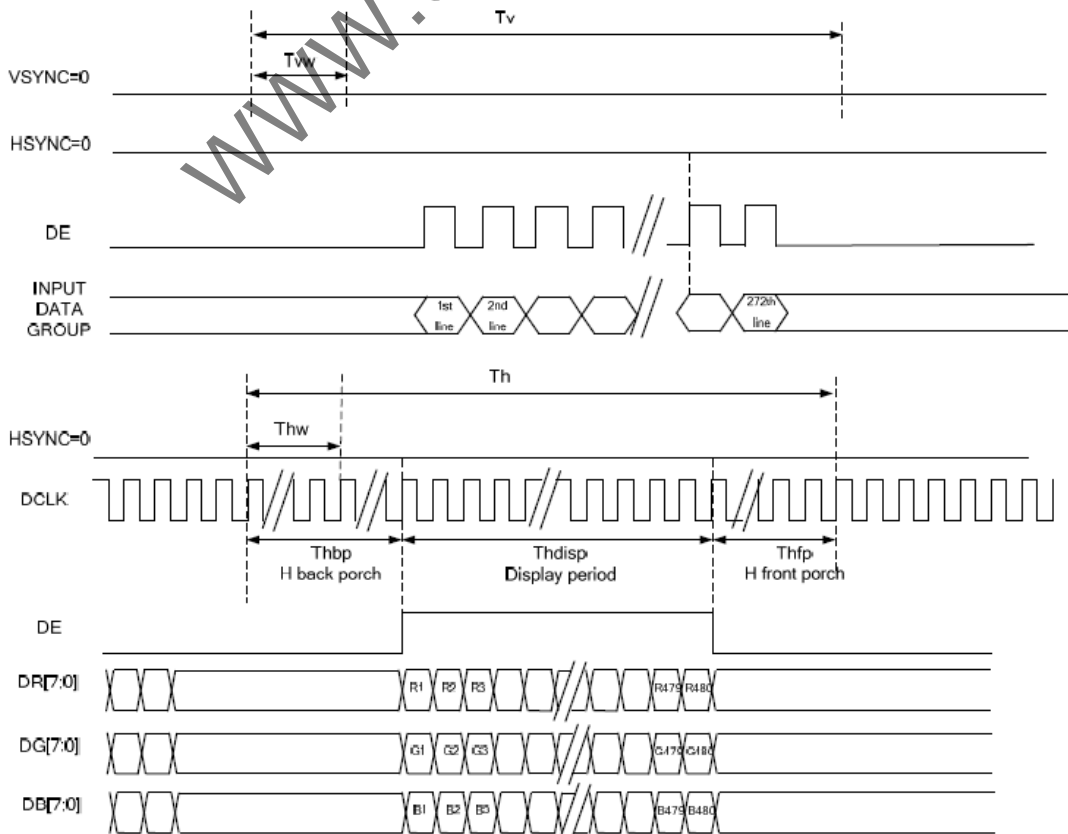 www.
Tv
Tvw
VSYNC=0
HSYNC=0
DE
INPUT
DATA
GROUP
1st
line
2nd
line
272th
line
Th
HSYNC=0
Thw
DCLK
Thbp
H back porch
Thdisp
Display period
Thfp
H front porch
DE
DR[7:0]
R1 R2 R3 R479 R480
DG[7:0]
G1 G2 G3 G479 G480
DB[7:0]
B1 B2 B3 B479 B480